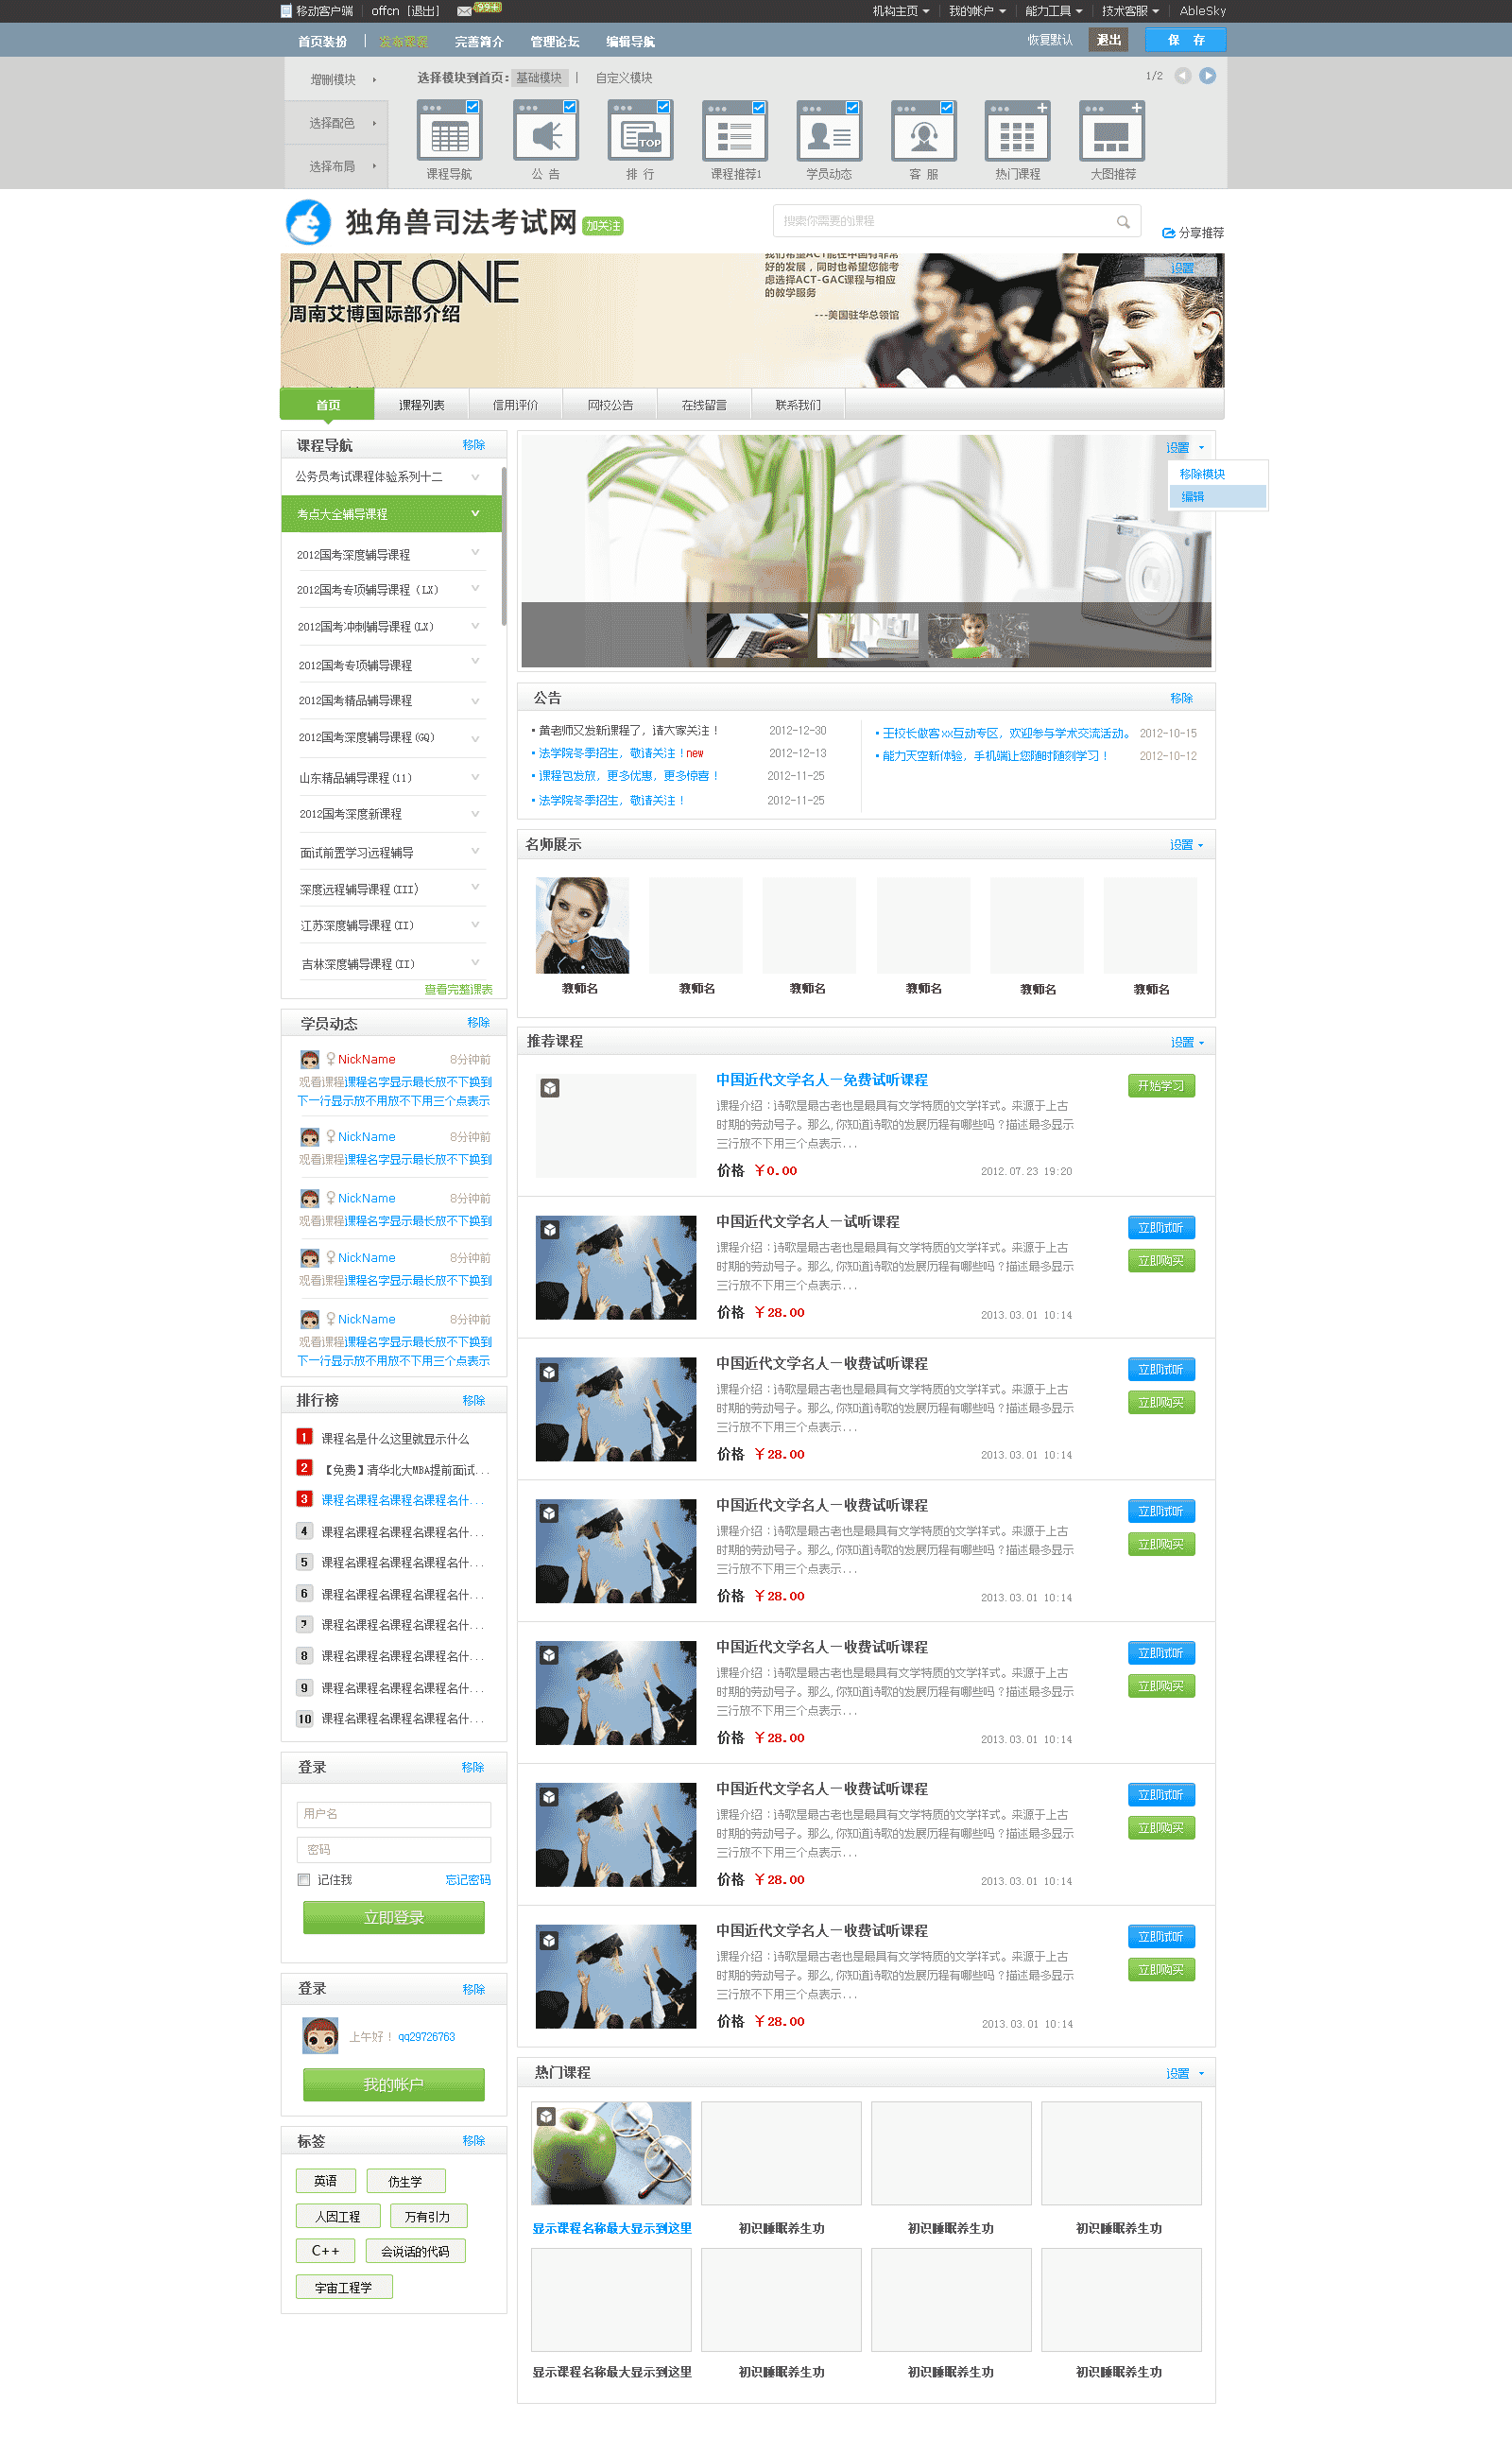 移动客户端 offcn [退出] 99+ 机构主页 我的帐户 能力工具 技术客服 AbleSky
首页装扮 发布课程 完善简介 管理论坛 编辑导航 恢复默认 退出 保 存
增删模块
选择配色
选择布局
选择模块到首页: 基础模块 | 自定义模块 1/2
TOP
课程导航 公 告 排 行 课程推荐1 学员动态 客 服 热门课程 大图推荐
独角兽司法考试网 加关注 搜索你需要的课程 分享推荐
PART ONE
周南艾博国际部介绍
我们希望ACT能在中国有非常
好的发展，同时也希望您能考
虑选择ACT-GAC课程与相应
的教学服务
---美国驻华总领馆
设置
首页 课程列表 信用评价 网校公告 在线留言 联系我们
课程导航 移除
公务员考试课程体验系列十二
考点大全辅导课程
2012国考深度辅导课程
2012国考专项辅导课程（LX）
2012国考冲刺辅导课程(LX)
2012国考专项辅导课程
2012国考精品辅导课程
2012国考深度辅导课程(GQ)
山东精品辅导课程(11)
2012国考深度新课程
面试前置学习远程辅导
深度远程辅导课程(III)
江苏深度辅导课程(II)
吉林深度辅导课程(II)
查看完整课表
学员动态 移除
NickName 8分钟前
观看课程课程名字显示最长放不下换到
下一行显示放不用放不下用三个点表示
NickName 8分钟前
观看课程课程名字显示最长放不下换到
NickName 8分钟前
观看课程课程名字显示最长放不下换到
NickName 8分钟前
观看课程课程名字显示最长放不下换到
NickName 8分钟前
观看课程课程名字显示最长放不下换到
下一行显示放不用放不下用三个点表示
排行榜 移除
1 课程名是什么这里就显示什么
2 【免费】清华北大MBA提前面试...
3 课程名课程名课程名课程名什...
4 课程名课程名课程名课程名什...
5 课程名课程名课程名课程名什...
6 课程名课程名课程名课程名什...
7 课程名课程名课程名课程名什...
8 课程名课程名课程名课程名什...
9 课程名课程名课程名课程名什...
10 课程名课程名课程名课程名什...
登录 移除
用户名
密码
记住我 忘记密码
立即登录
登录 移除
上午好！qq29726763
我的帐户
标签 移除
英语 仿生学
人因工程 万有引力
C++ 会说话的代码
宇宙工程学
设置
移除模块
编辑
公告 移除
黄老师又发新课程了，请大家关注！ 2012-12-30
法学院冬季招生，敬请关注！new 2012-12-13
课程包发放，更多优惠，更多惊喜！ 2012-11-25
法学院冬季招生，敬请关注！ 2012-11-25
王校长做客xx互动专区，欢迎参与学术交流活动。 2012-10-15
能力天空新体验，手机端让您随时随刻学习！ 2012-10-12
名师展示 设置
教师名 教师名 教师名 教师名 教师名 教师名
推荐课程 设置
中国近代文学名人－免费试听课程 开始学习
课程介绍：诗歌是最古老也是最具有文学特质的文学样式。来源于上古
时期的劳动号子。那么,你知道诗歌的发展历程有哪些吗？描述最多显示
三行放不下用三个点表示...
价格 ￥0.00 2012.07.23 19:20
中国近代文学名人－试听课程 立即试听
课程介绍：诗歌是最古老也是最具有文学特质的文学样式。来源于上古
时期的劳动号子。那么,你知道诗歌的发展历程有哪些吗？描述最多显示 立即购买
三行放不下用三个点表示...
价格 ￥28.00 2013.03.01 10:14
中国近代文学名人－收费试听课程 立即试听
课程介绍：诗歌是最古老也是最具有文学特质的文学样式。来源于上古
时期的劳动号子。那么,你知道诗歌的发展历程有哪些吗？描述最多显示 立即购买
三行放不下用三个点表示...
价格 ￥28.00 2013.03.01 10:14
中国近代文学名人－收费试听课程 立即试听
课程介绍：诗歌是最古老也是最具有文学特质的文学样式。来源于上古
时期的劳动号子。那么,你知道诗歌的发展历程有哪些吗？描述最多显示 立即购买
三行放不下用三个点表示...
价格 ￥28.00 2013.03.01 10:14
中国近代文学名人－收费试听课程 立即试听
课程介绍：诗歌是最古老也是最具有文学特质的文学样式。来源于上古
时期的劳动号子。那么,你知道诗歌的发展历程有哪些吗？描述最多显示 立即购买
三行放不下用三个点表示...
价格 ￥28.00 2013.03.01 10:14
中国近代文学名人－收费试听课程 立即试听
课程介绍：诗歌是最古老也是最具有文学特质的文学样式。来源于上古
时期的劳动号子。那么,你知道诗歌的发展历程有哪些吗？描述最多显示 立即购买
三行放不下用三个点表示...
价格 ￥28.00 2013.03.01 10:14
中国近代文学名人－收费试听课程 立即试听
课程介绍：诗歌是最古老也是最具有文学特质的文学样式。来源于上古
时期的劳动号子。那么,你知道诗歌的发展历程有哪些吗？描述最多显示 立即购买
三行放不下用三个点表示...
价格 ￥28.00 2013.03.01 10:14
热门课程 设置
显示课程名称最大显示到这里 初识睡眠养生功 初识睡眠养生功 初识睡眠养生功
显示课程名称最大显示到这里 初识睡眠养生功 初识睡眠养生功 初识睡眠养生功